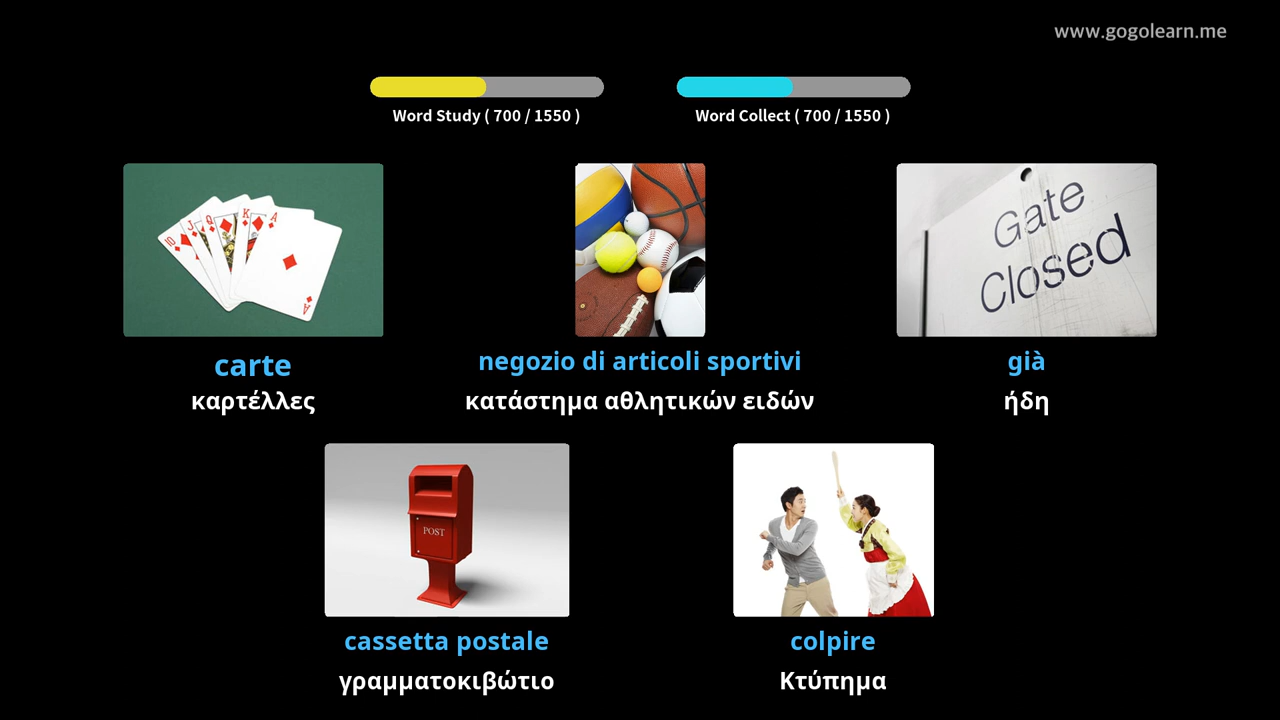 www.gogolearn.me
Word Study ( 700 / 1550 )
Word Collect ( 700 / 1550 )
10 J Q K A
A
Gate
Closed
carte
negozio di articoli sportivi
già
καρτέλλες
κατάστημα αθλητικών ειδών
ήδη
POST
cassetta postale
colpire
γραμματοκιβώτιο
Κτύπημα